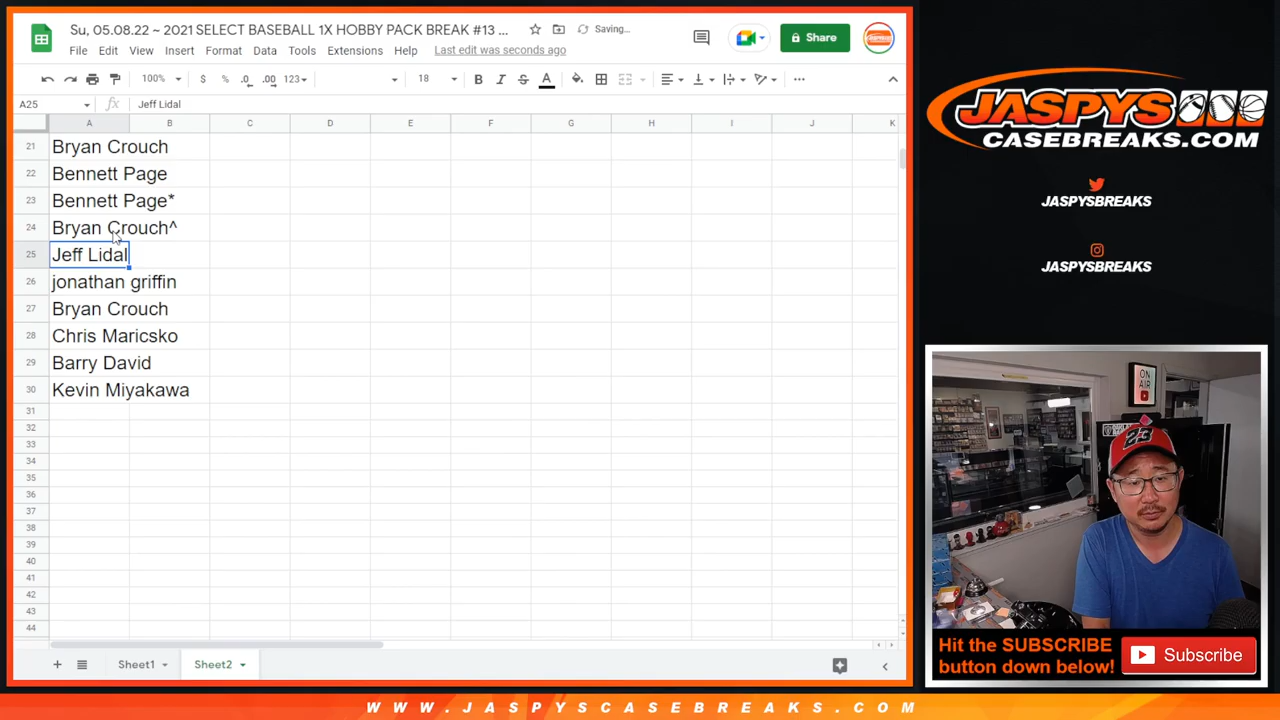 Su, 05.08.22 ~ 2021 SELECT BASEBALL 1X HOBBY PACK BREAK #13 ...
Saving...
File Edit View Insert Format Data Tools Extensions Help Last edit was seconds ago
Share
100% $ % .0 .00 123 18 B I S A
A25 fx Jeff Lidal
A B C D E F G H I J K
21 Bryan Crouch
22 Bennett Page
23 Bennett Page*
24 Bryan Crouch^
25 Jeff Lidal
26 jonathan griffin
27 Bryan Crouch
28 Chris Maricsko
29 Barry David
30 Kevin Miyakawa
31
32
33
34
35
36
37
38
39
40
41
42
43
44
+ Sheet1 Sheet2
JASPYS
CASEBREAKS.COM
JASPYSBREAKS
JASPYSBREAKS
ON
AIR
23
Hit the SUBSCRIBE
button down below!
Subscribe
WWW.JASPYSCASEBREAKS.COM